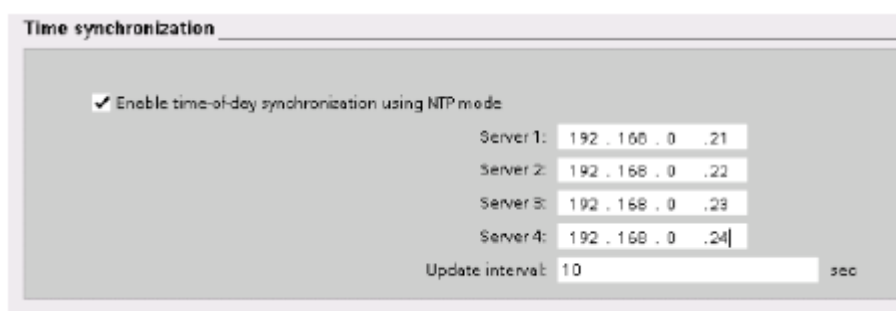 Time synchronization
Enable time-of-day synchronization using NTP mode
Server 1: 192 . 168 . 0 .21
Server 2: 192 . 168 . 0 .22
Server 3: 192 . 168 . 0 .23
Server 4: 192 . 168 . 0 .24
Update interval: 10 sec